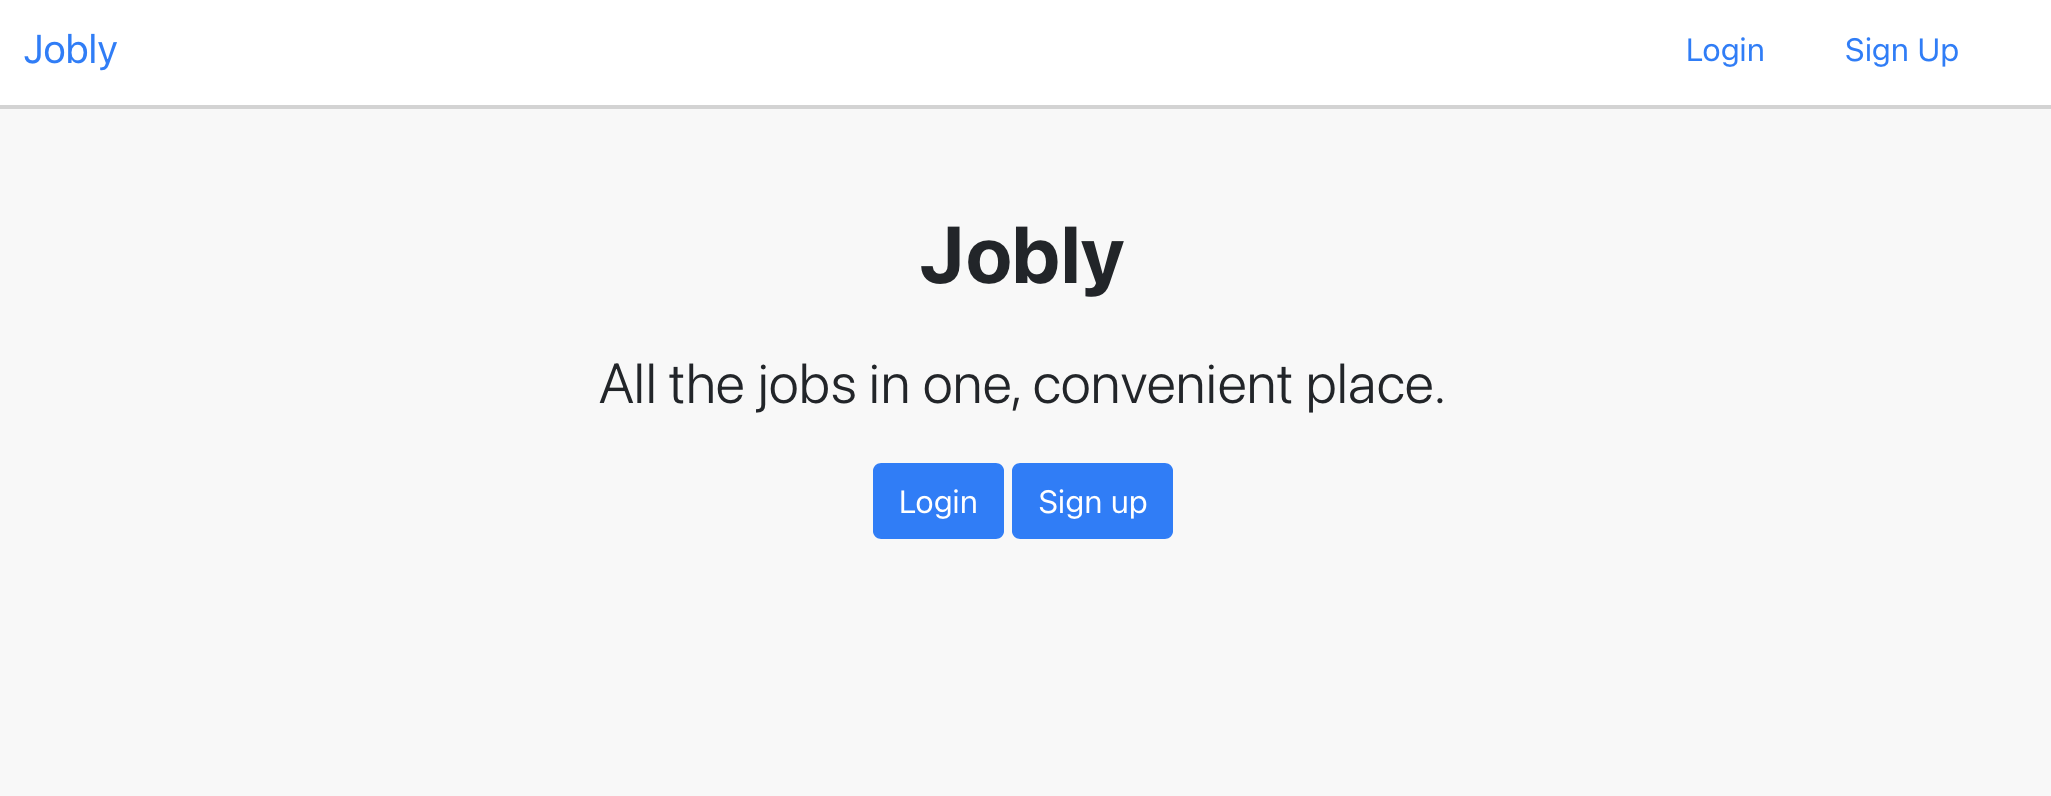 Jobly Login Sign Up
Jobly
All the jobs in one, convenient place.
Login Sign up